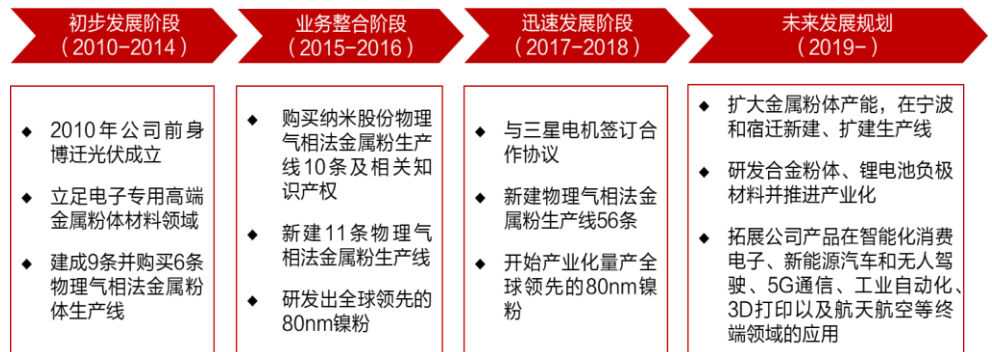 初步发展阶段
（2010-2014）
业务整合阶段
（2015-2016）
迅速发展阶段
（2017-2018）
未来发展规划
（2019-）
◆ 2010年公司前身
博迁光伏成立
◆ 立足电子专用高端
金属粉体材料领域
◆ 建成9条并购买6条
物理气相法金属粉
体生产线
◆ 购买纳米股份物理
气相法金属粉生产
线10条及相关知
识产权
◆ 新建11条物理气
相法金属粉生产线
◆ 研发出全球领先的
80nm镍粉
◆ 与三星电机签订合
作协议
◆ 新建物理气相法金
属粉生产线56条
◆ 开始产业化量产全
球领先的80nm镍
粉
◆ 扩大金属粉体产能，在宁波
和宿迁新建、扩建生产线
◆ 研发合金粉体、锂电池负极
材料并推进产业化
◆ 拓展公司产品在智能化消费
电子、新能源汽车和无人驾
驶、5G通信、工业自动化、
3D打印以及航天航空等终
端领域的应用